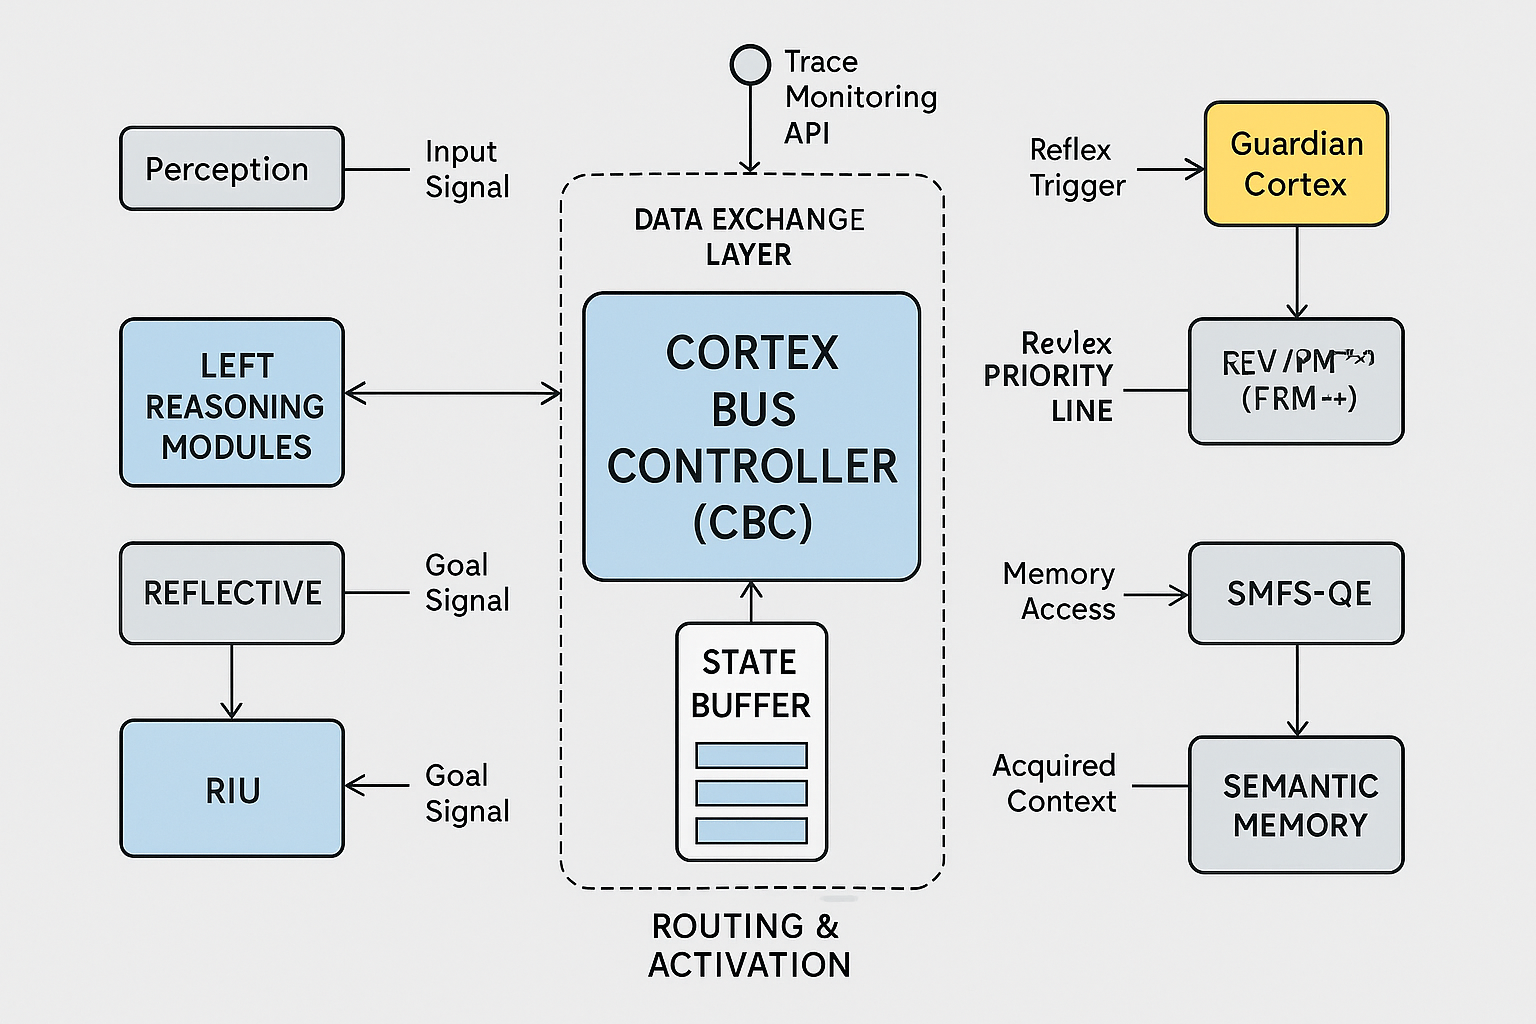 Trace
Monitoring
API
Perception
Input
Signal
Reflex
Trigger
Guardian
Cortex
DATA EXCHANGE
LAYER
LEFT
REASONING
MODULES
CORTEX
BUS
CONTROLLER
(CBC)
Revlex
PRIORITY
LINE
REV/PM
(FRM-+)
REFLECTIVE
Goal
Signal
Memory
Access
SMFS-QE
STATE
BUFFER
RIU
Goal
Signal
Acquired
Context
SEMANTIC
MEMORY
ROUTING &
ACTIVATION